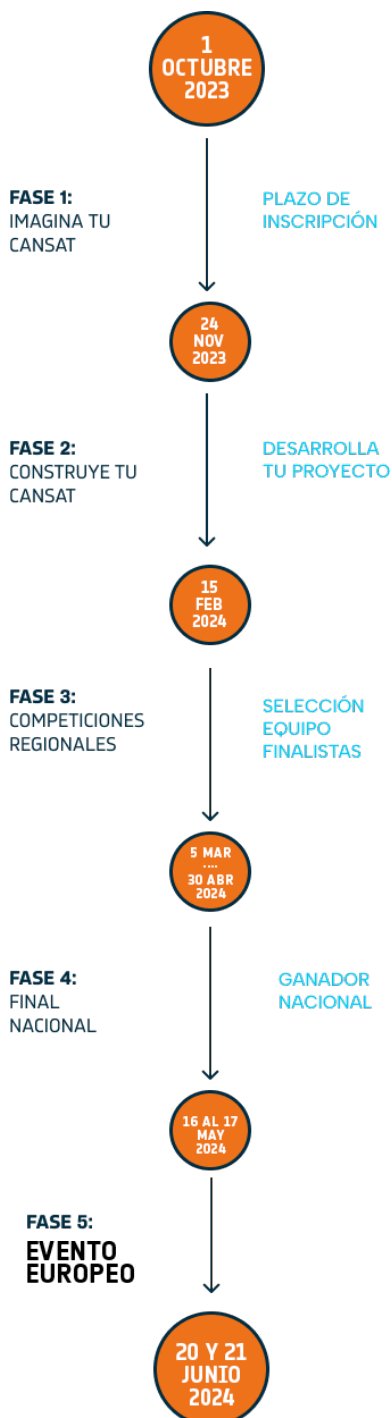 1
OCTUBRE
2023
FASE 1:
IMAGINA TU
CANSAT
PLAZO DE
INSCRIPCIÓN
24
NOV
2023
FASE 2:
CONSTRUYE TU
CANSAT
DESARROLLA
TU PROYECTO
15
FEB
2024
FASE 3:
COMPETICIONES
REGIONALES
SELECCIÓN
EQUIPO
FINALISTAS
5 MAR
....
30 ABR
2024
FASE 4:
FINAL
NACIONAL
GANADOR
NACIONAL
16 AL 17
MAY
2024
FASE 5:
EVENTO
EUROPEO
20 Y 21
JUNIO
2024